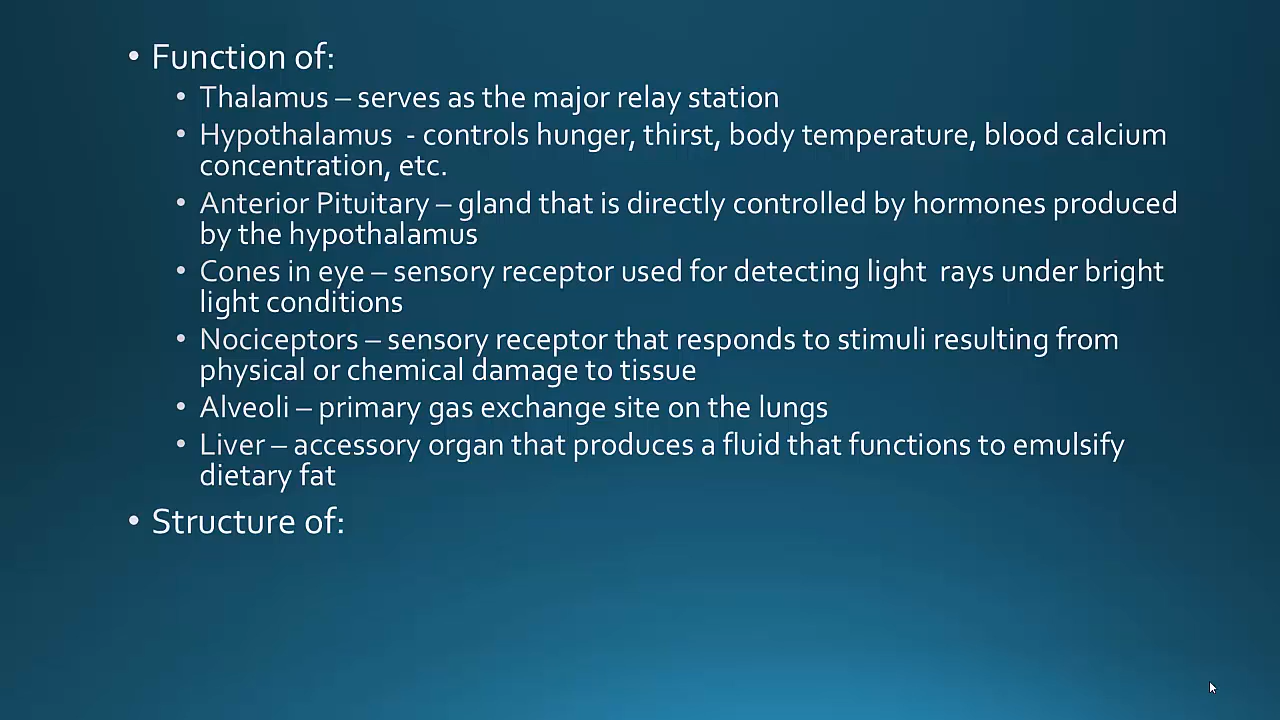 • Function of:
• Thalamus – serves as the major relay station
• Hypothalamus  - controls hunger, thirst, body temperature, blood calcium
concentration, etc.
• Anterior Pituitary – gland that is directly controlled by hormones produced
by the hypothalamus
• Cones in eye – sensory receptor used for detecting light  rays under bright
light conditions
• Nociceptors – sensory receptor that responds to stimuli resulting from
physical or chemical damage to tissue
• Alveoli – primary gas exchange site on the lungs
• Liver – accessory organ that produces a fluid that functions to emulsify
dietary fat
• Structure of: